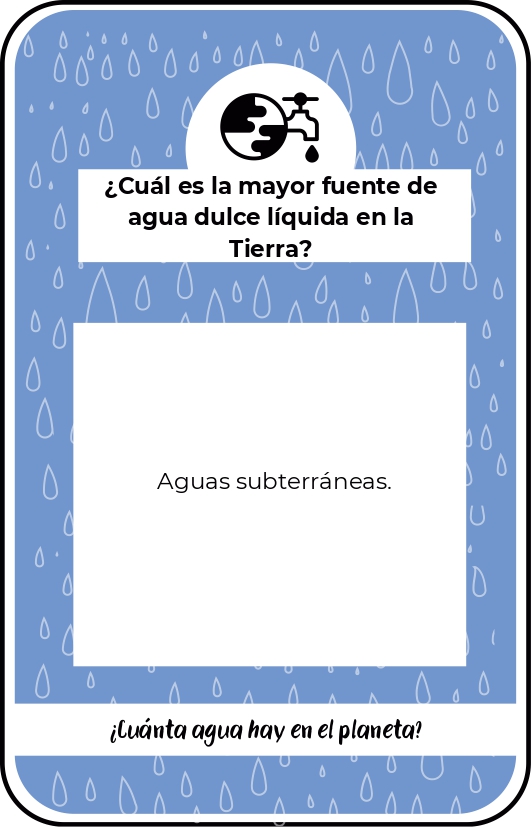 ¿Cuál es la mayor fuente de
agua dulce líquida en la
Tierra?
Aguas subterráneas.
¿Cuánta agua hay en el planeta?